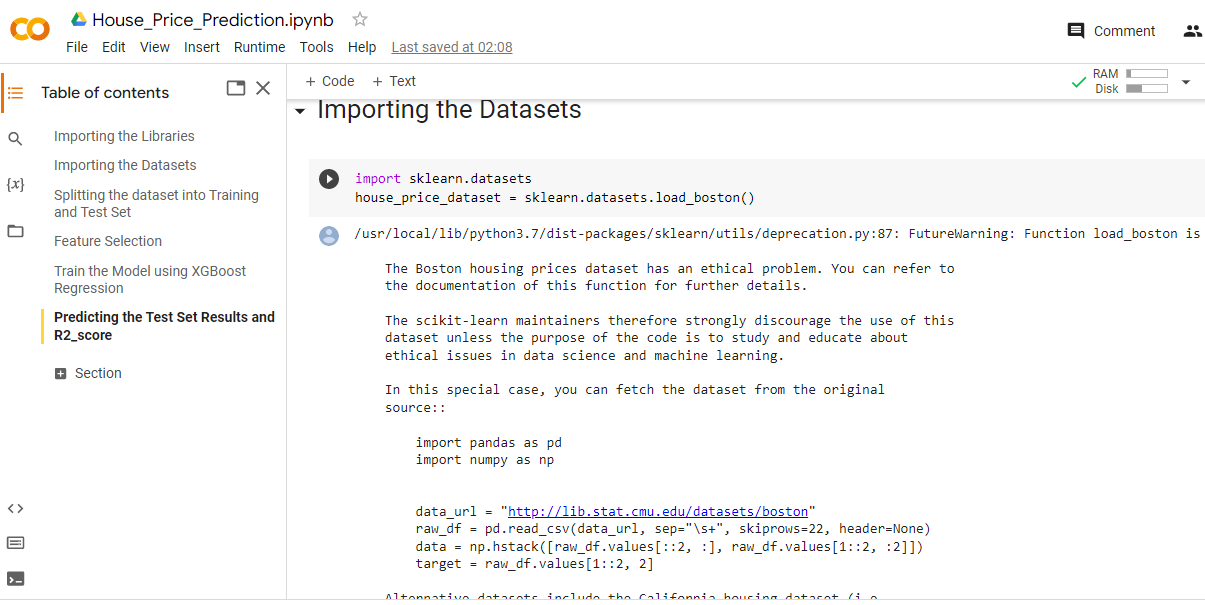 House_Price_Prediction.ipynb
File Edit View Insert Runtime Tools Help Last saved at 02:08
Comment
Table of contents
Importing the Libraries
Importing the Datasets
Splitting the dataset into Training
and Test Set
Feature Selection
Train the Model using XGBoost
Regression
Predicting the Test Set Results and
R2_score
Section
{x}
+ Code + Text
RAM
Disk
Importing the Datasets
import sklearn.datasets
house_price_dataset = sklearn.datasets.load_boston()
/usr/local/lib/python3.7/dist-packages/sklearn/utils/deprecation.py:87: FutureWarning: Function load_boston is
The Boston housing prices dataset has an ethical problem. You can refer to
the documentation of this function for further details.
The scikit-learn maintainers therefore strongly discourage the use of this
dataset unless the purpose of the code is to study and educate about
ethical issues in data science and machine learning.
In this special case, you can fetch the dataset from the original
source::
import pandas as pd
import numpy as np
data_url = "http://lib.stat.cmu.edu/datasets/boston"
raw_df = pd.read_csv(data_url, sep="\s+", skiprows=22, header=None)
data = np.hstack([raw_df.values[::2, :], raw_df.values[1::2, :2]])
target = raw_df.values[1::2, 2]
Alternative datasets include the California housing dataset (i.e.